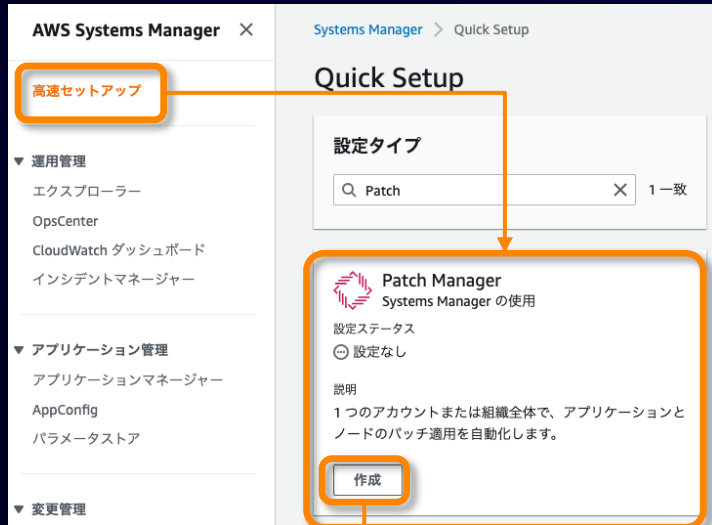 AWS Systems Manager
高速セットアップ
▼ 運用管理
エクスプローラー
OpsCenter
CloudWatch ダッシュボード
インシデントマネージャー
▼ アプリケーション管理
アプリケーションマネージャー
AppConfig
パラメータストア
▼ 変更管理
Systems Manager > Quick Setup
Quick Setup
設定タイプ
Patch
1 一致
Patch Manager
Systems Manager の使用
設定ステータス
設定なし
説明
1 つのアカウントまたは組織全体で、アプリケーションと
ノードのパッチ適用を自動化します。
作成